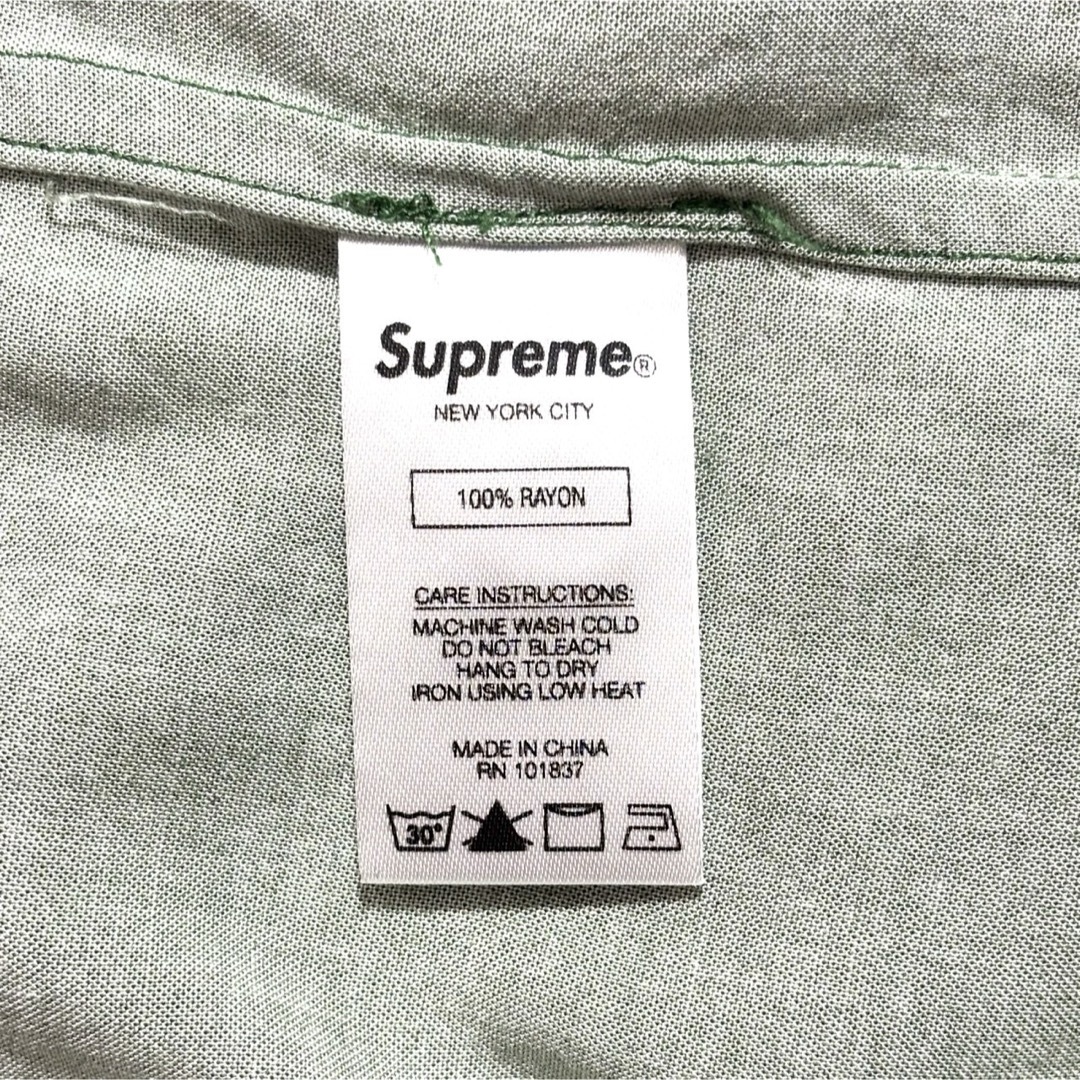 Supreme®
NEW YORK CITY
100% RAYON
CARE INSTRUCTIONS:
MACHINE WASH COLD
DO NOT BLEACH
HANG TO DRY
IRON USING LOW HEAT
MADE IN CHINA
RN 101837
30°